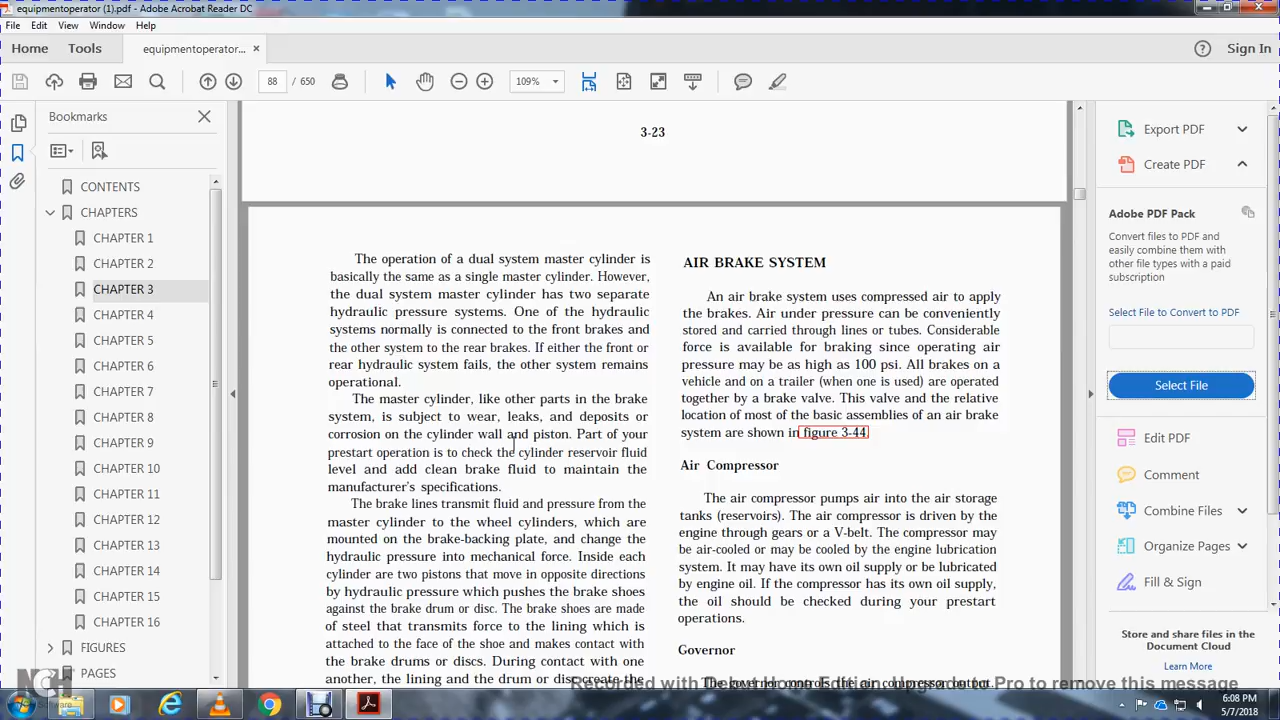 equipmentoperator (1).pdf - Adobe Acrobat Reader DC
File Edit View Window Help
Home Tools equipmentoperator... Sign In
88 / 650 109%
Bookmarks
CONTENTS
CHAPTERS
CHAPTER 1
CHAPTER 2
CHAPTER 3
CHAPTER 4
CHAPTER 5
CHAPTER 6
CHAPTER 7
CHAPTER 8
CHAPTER 9
CHAPTER 10
CHAPTER 11
CHAPTER 12
CHAPTER 13
CHAPTER 14
CHAPTER 15
CHAPTER 16
FIGURES
PAGES
3-23
The operation of a dual system master cylinder is
basically the same as a single master cylinder. However,
the dual system master cylinder has two separate
hydraulic pressure systems. One of the hydraulic
systems normally is connected to the front brakes and
the other system to the rear brakes. If either the front or
rear hydraulic system fails, the other system remains
operational.
The master cylinder, like other parts in the brake
system, is subject to wear, leaks, and deposits or
corrosion on the cylinder wall and piston. Part of your
prestart operation is to check the cylinder reservoir fluid
level and add clean brake fluid to maintain the
manufacturer's specifications.
The brake lines transmit fluid and pressure from the
master cylinder to the wheel cylinders, which are
mounted on the brake-backing plate, and change the
hydraulic pressure into mechanical force. Inside each
cylinder are two pistons that move in opposite directions
by hydraulic pressure which pushes the brake shoes
against the brake drum or disc. The brake shoes are made
of steel that transmits force to the lining which is
attached to the face of the shoe and makes contact with
the brake drums or discs. During contact with one
another, the lining and the drum or disc create the
AIR BRAKE SYSTEM
An air brake system uses compressed air to apply
the brakes. Air under pressure can be conveniently
stored and carried through lines or tubes. Considerable
force is available for braking since operating air
pressure may be as high as 100 psi. All brakes on a
vehicle and on a trailer (when one is used) are operated
together by a brake valve. This valve and the relative
location of most of the basic assemblies of an air brake
system are shown in figure 3-44
Air Compressor
The air compressor pumps air into the air storage
tanks (reservoirs). The air compressor is driven by the
engine through gears or a V-belt. The compressor may
be air-cooled or may be cooled by the engine lubrication
system. It may have its own oil supply or be lubricated
by engine oil. If the compressor has its own oil supply,
the oil should be checked during your prestart
operations.
Governor
Export PDF
Create PDF
Adobe PDF Pack
Convert files to PDF and
easily combine them with
other file types with a paid
subscription
Select File to Convert to PDF
Select File
Edit PDF
Comment
Combine Files
Organize Pages
Fill & Sign
Store and share files in the
Document Cloud
Learn More
NCH
Software
6:08 PM
5/7/2018